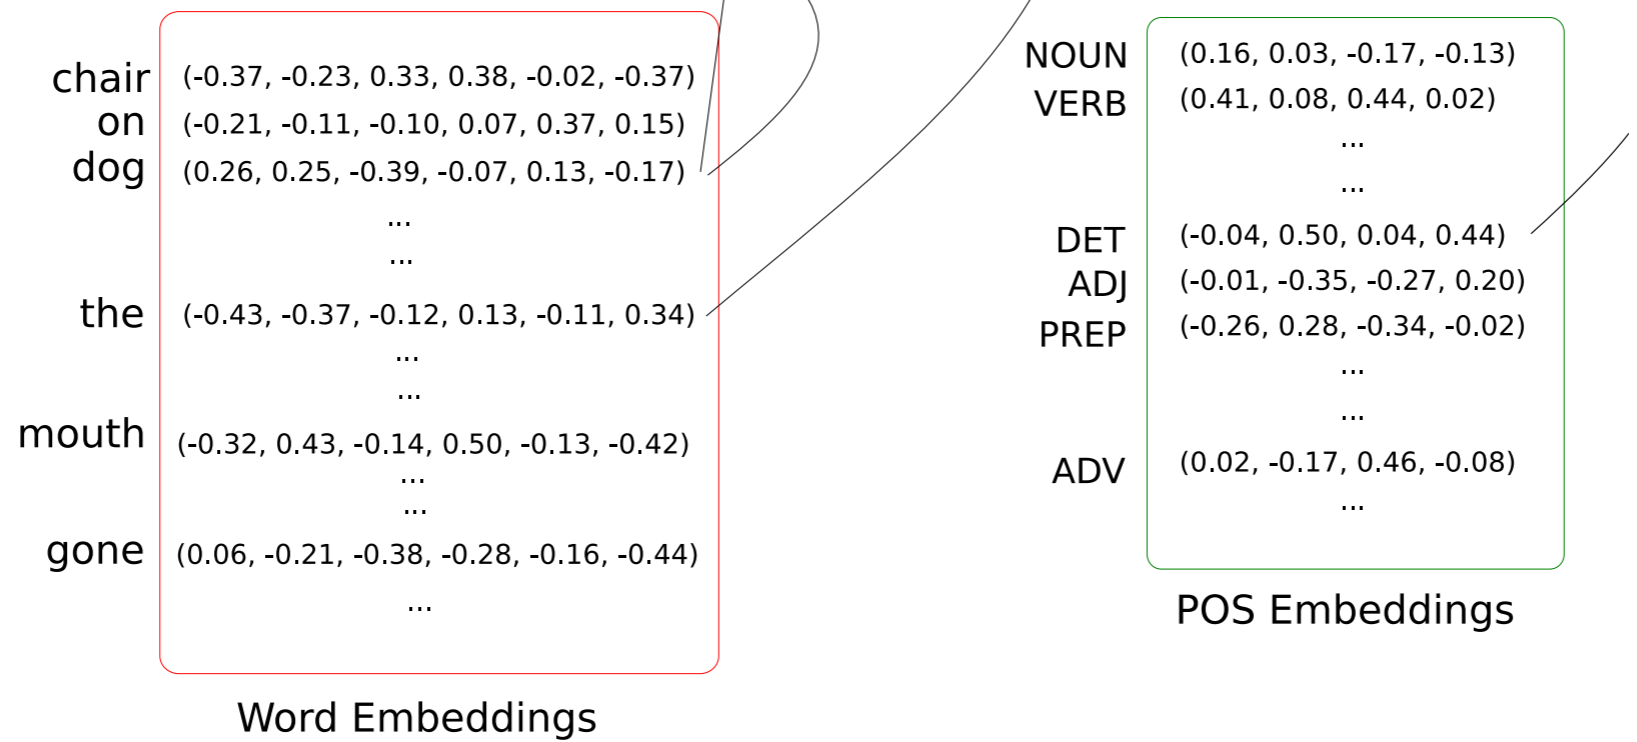 chair (-0.37, -0.23, 0.33, 0.38, -0.02, -0.37)
on (-0.21, -0.11, -0.10, 0.07, 0.37, 0.15)
dog (0.26, 0.25, -0.39, -0.07, 0.13, -0.17)
...
...
the (-0.43, -0.37, -0.12, 0.13, -0.11, 0.34)
...
...
mouth (-0.32, 0.43, -0.14, 0.50, -0.13, -0.42)
...
...
gone (0.06, -0.21, -0.38, -0.28, -0.16, -0.44)
...
Word Embeddings
NOUN (0.16, 0.03, -0.17, -0.13)
VERB (0.41, 0.08, 0.44, 0.02)
...
...
DET (-0.04, 0.50, 0.04, 0.44)
ADJ (-0.01, -0.35, -0.27, 0.20)
PREP (-0.26, 0.28, -0.34, -0.02)
...
...
ADV (0.02, -0.17, 0.46, -0.08)
...
POS Embeddings